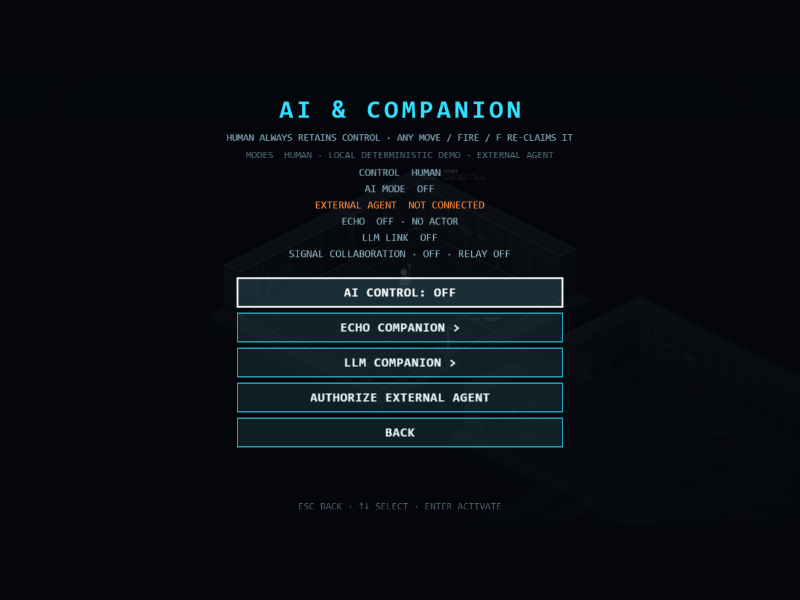 AI & COMPANION
HUMAN ALWAYS RETAINS CONTROL · ANY MOVE / FIRE / F RE-CLAIMS IT
MODES  HUMAN · LOCAL DETERMINISTIC DEMO · EXTERNAL AGENT
CONTROL  HUMAN
AI MODE  OFF
EXTERNAL AGENT  NOT CONNECTED
ECHO  OFF · NO ACTOR
LLM LINK  OFF
SIGNAL COLLABORATION · OFF · RELAY OFF
AI CONTROL: OFF
ECHO COMPANION >
LLM COMPANION >
AUTHORIZE EXTERNAL AGENT
BACK
ESC BACK · ↑↓ SELECT · ENTER ACTIVATE